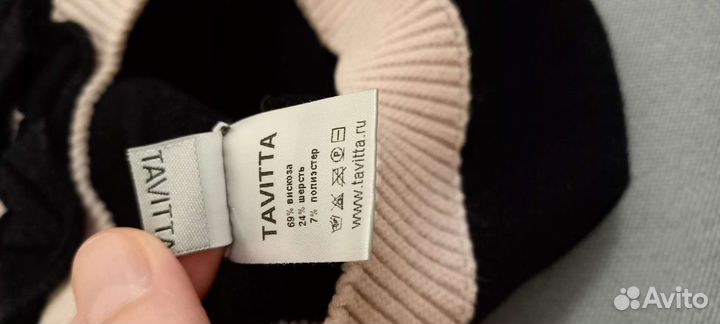 TAVITTA
TAVITTA
69% вискоза
24% шерсть
7% полиэстер
www.tavitta.ru
Avito